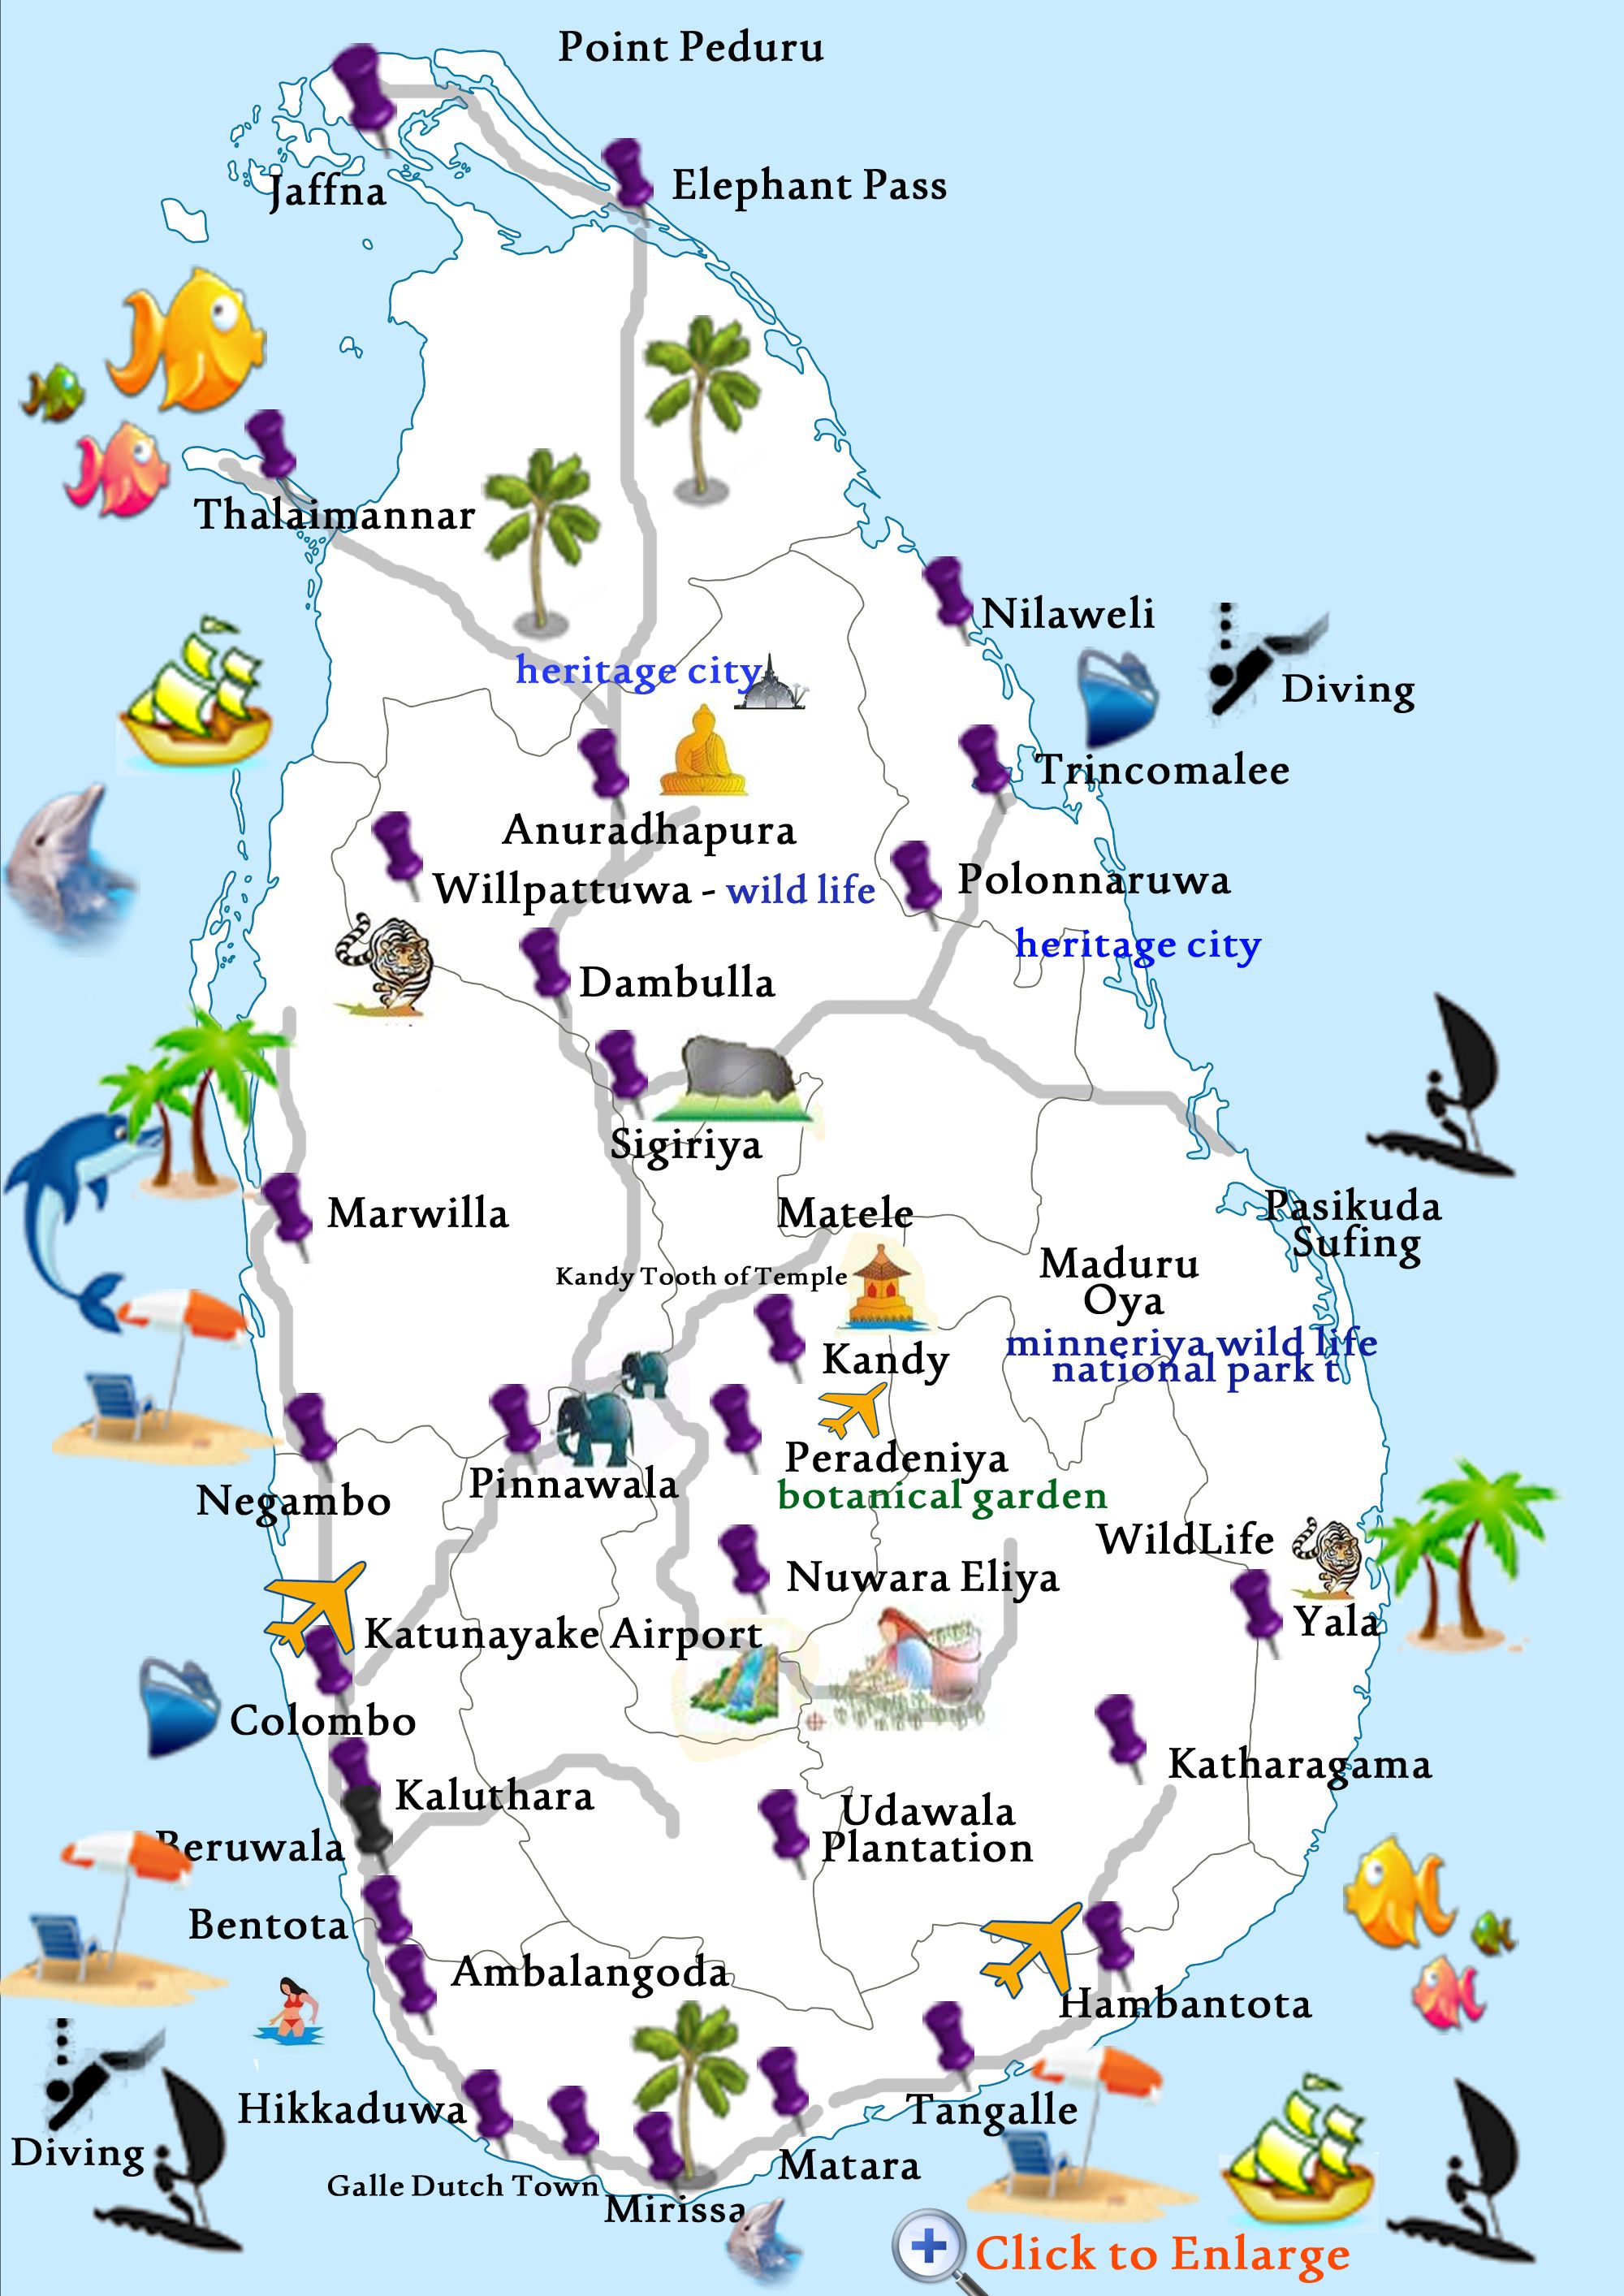 Point Peduru
Jaffna
Elephant Pass
Thalaimannar
Nilaweli
Diving
heritage city
Trincomalee
Anuradhapura
Willpattuwa - wild life
Polonnaruwa
heritage city
Dambulla
Sigiriya
Marwilla
Matele
Pasikuda
Sufing
Kandy Tooth of Temple
Maduru
Oya
minneriya wild life
national park t
Kandy
Peradeniya
botanical garden
Pinnawala
Negambo
WildLife
Nuwara Eliya
Yala
Katunayake Airport
Colombo
Katharagama
Kaluthara
Udawala
Plantation
Beruwala
Bentota
Ambalangoda
Hambantota
Hikkaduwa
Tangalle
Diving
Matara
Galle Dutch Town
Mirissa
Click to Enlarge